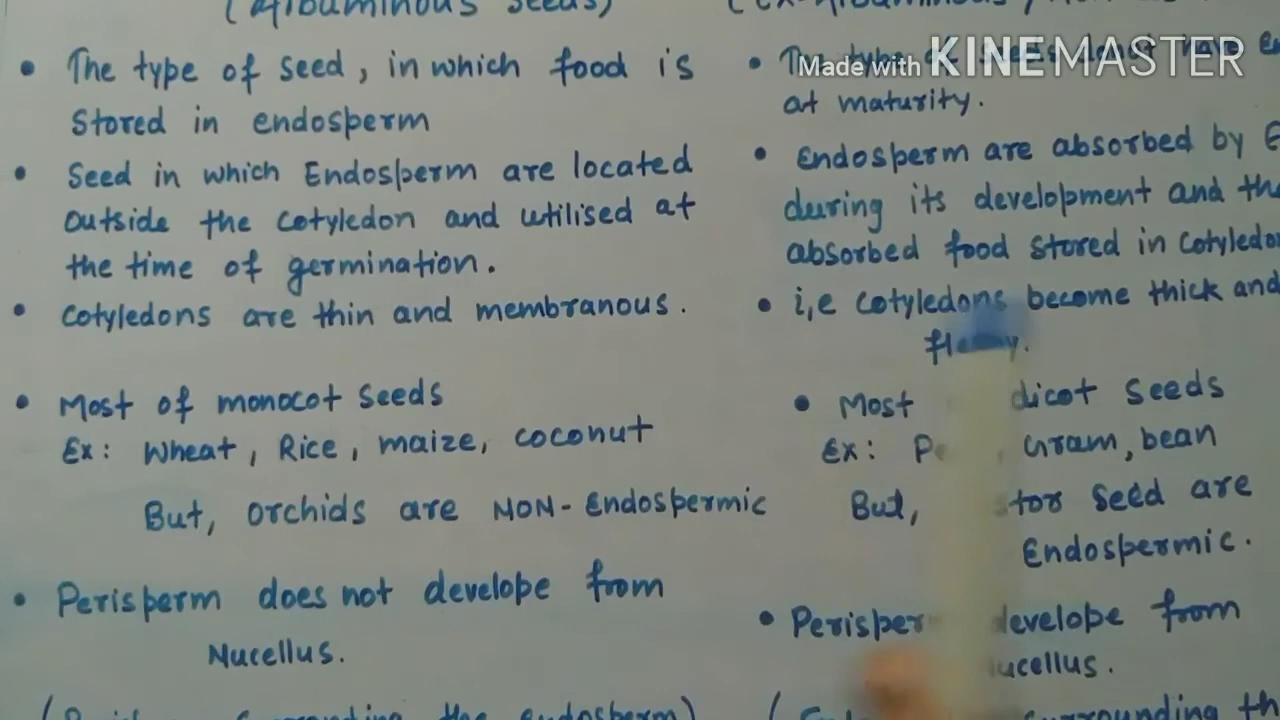 (Albuminous seeds)
• The type of seed, in which food is
stored in endosperm
• Seed in which Endosperm are located
outside the cotyledon and utilised at
the time of germination.
• Cotyledons are thin and membranous.
• Most of monocot seeds
Ex: Wheat, Rice, maize, coconut
But, orchids are NON-Endospermic
• Perisperm does not develope from
Nucellus.
the endosperm)
Made with KINEMASTER
at maturity.
• Endosperm are absorbed by
during its development and
absorbed food stored in
• i,e cotyledons become thick and
• Most dicot seeds
Ex: Gram, bean
But, seed are
Endospermic.
• develope from